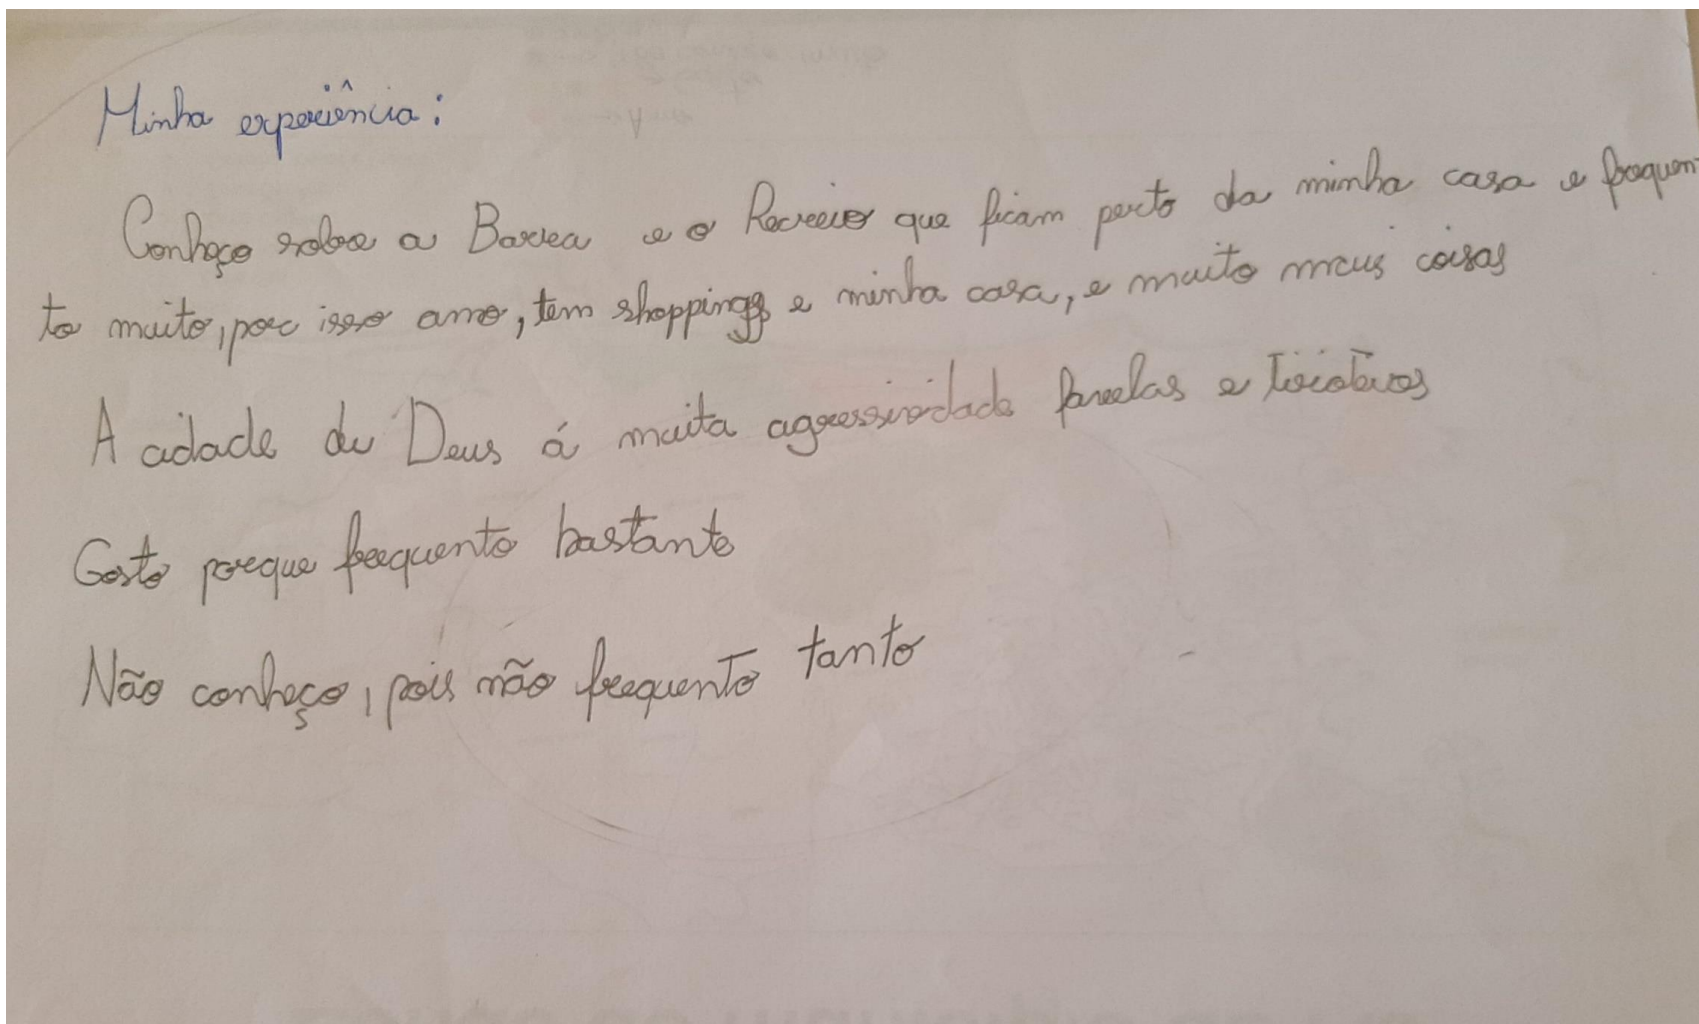 Minha experiência:
Conheço sobre a Barra e o Recreio que ficam perto da minha casa e frequen
to muito, por isso amo, tem shoppings e minha casa, e muito mais coisas
A cidade de Deus á muita agressividade favelas e
Gosto porque frequento bastante
Não conheço, pois não frequento tanto